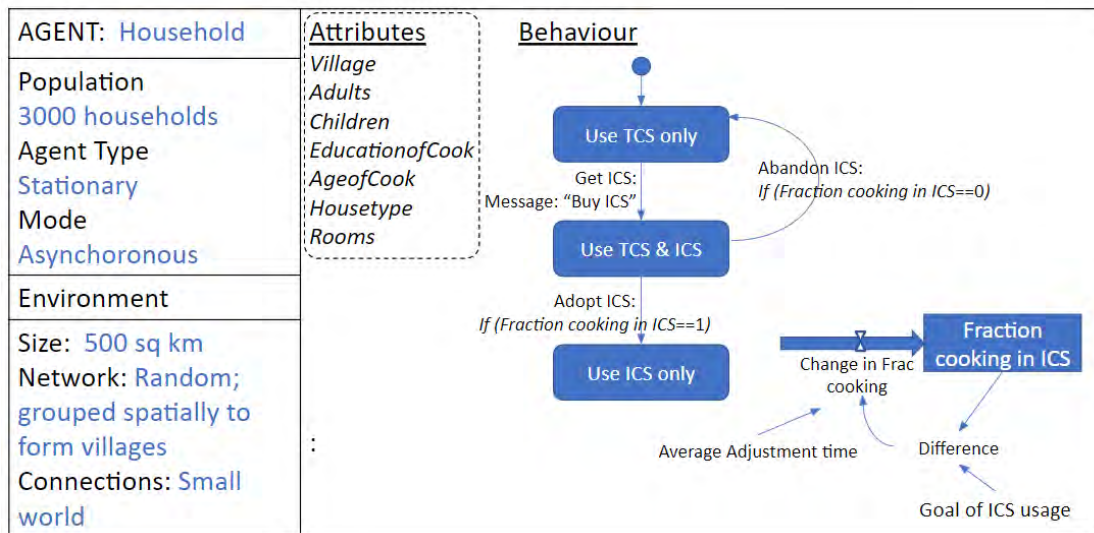 AGENT: Household
Population
3000 households
Agent Type
Stationary
Mode
Asynchoronous
Environment
Size: 500 sq km
Network: Random;
grouped spatially to
form villages
Connections: Small
world
Attributes
Village
Adults
Children
EducationofCook
AgeofCook
Housetype
Rooms
:
Behaviour
Use TCS only
Get ICS:
Message: “Buy ICS”
Abandon ICS:
If (Fraction cooking in ICS==0)
Use TCS & ICS
Adopt ICS:
If (Fraction cooking in ICS==1)
Use ICS only
Fraction
cooking in ICS
Change in Frac
cooking
Average Adjustment time
Difference
Goal of ICS usage